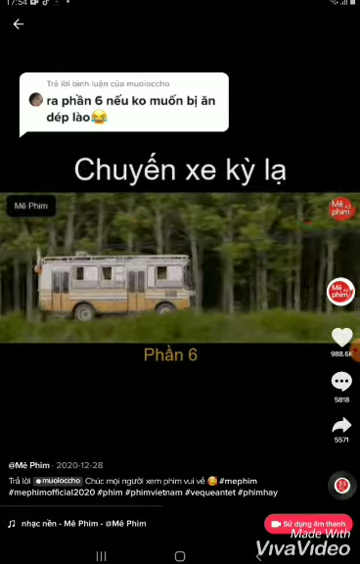 17:54
Trả lời bình luận của muoioccho
ra phần 6 nếu ko muốn bị ăn
dép lào😂
Chuyến xe kỳ lạ
Mê Phim
Mê
phim
Mê
phim
988.6K
Phần 6
5818
5571
@Mê Phim · 2020-12-28
Trả lời muoioccho Chúc mọi người xem phim vui vẻ 🥰 #mephim
#mephimofficial2020 #phim #phimvietnam #vequeantet #phimhay
nhạc nền - Mê Phim - @Mê Phim
Sử dụng âm thanh
Made With
VivaVideo